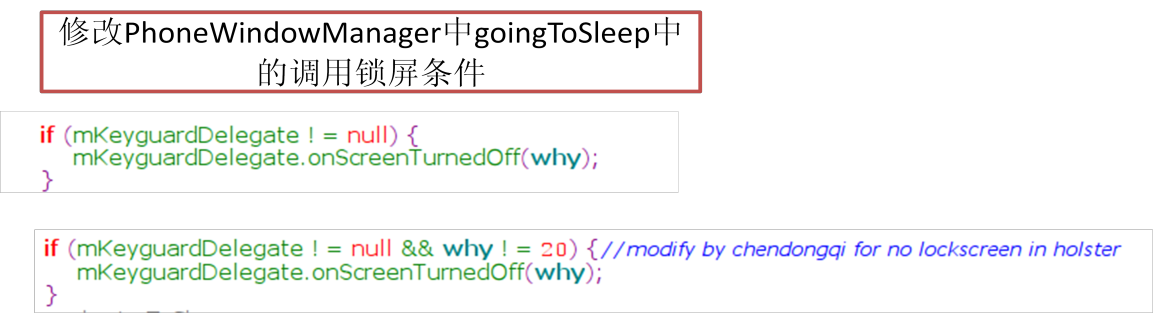 修改PhoneWindowManager中goingToSleep中
的调用锁屏条件
if (mKeyguardDelegate ! = null) {
mKeyguardDelegate.onScreenTurnedOff(why);
}
if (mKeyguardDelegate ! = null && why ! = 20) {//modify by chendongqi for no lockscreen in holster
mKeyguardDelegate.onScreenTurnedOff(why);
}